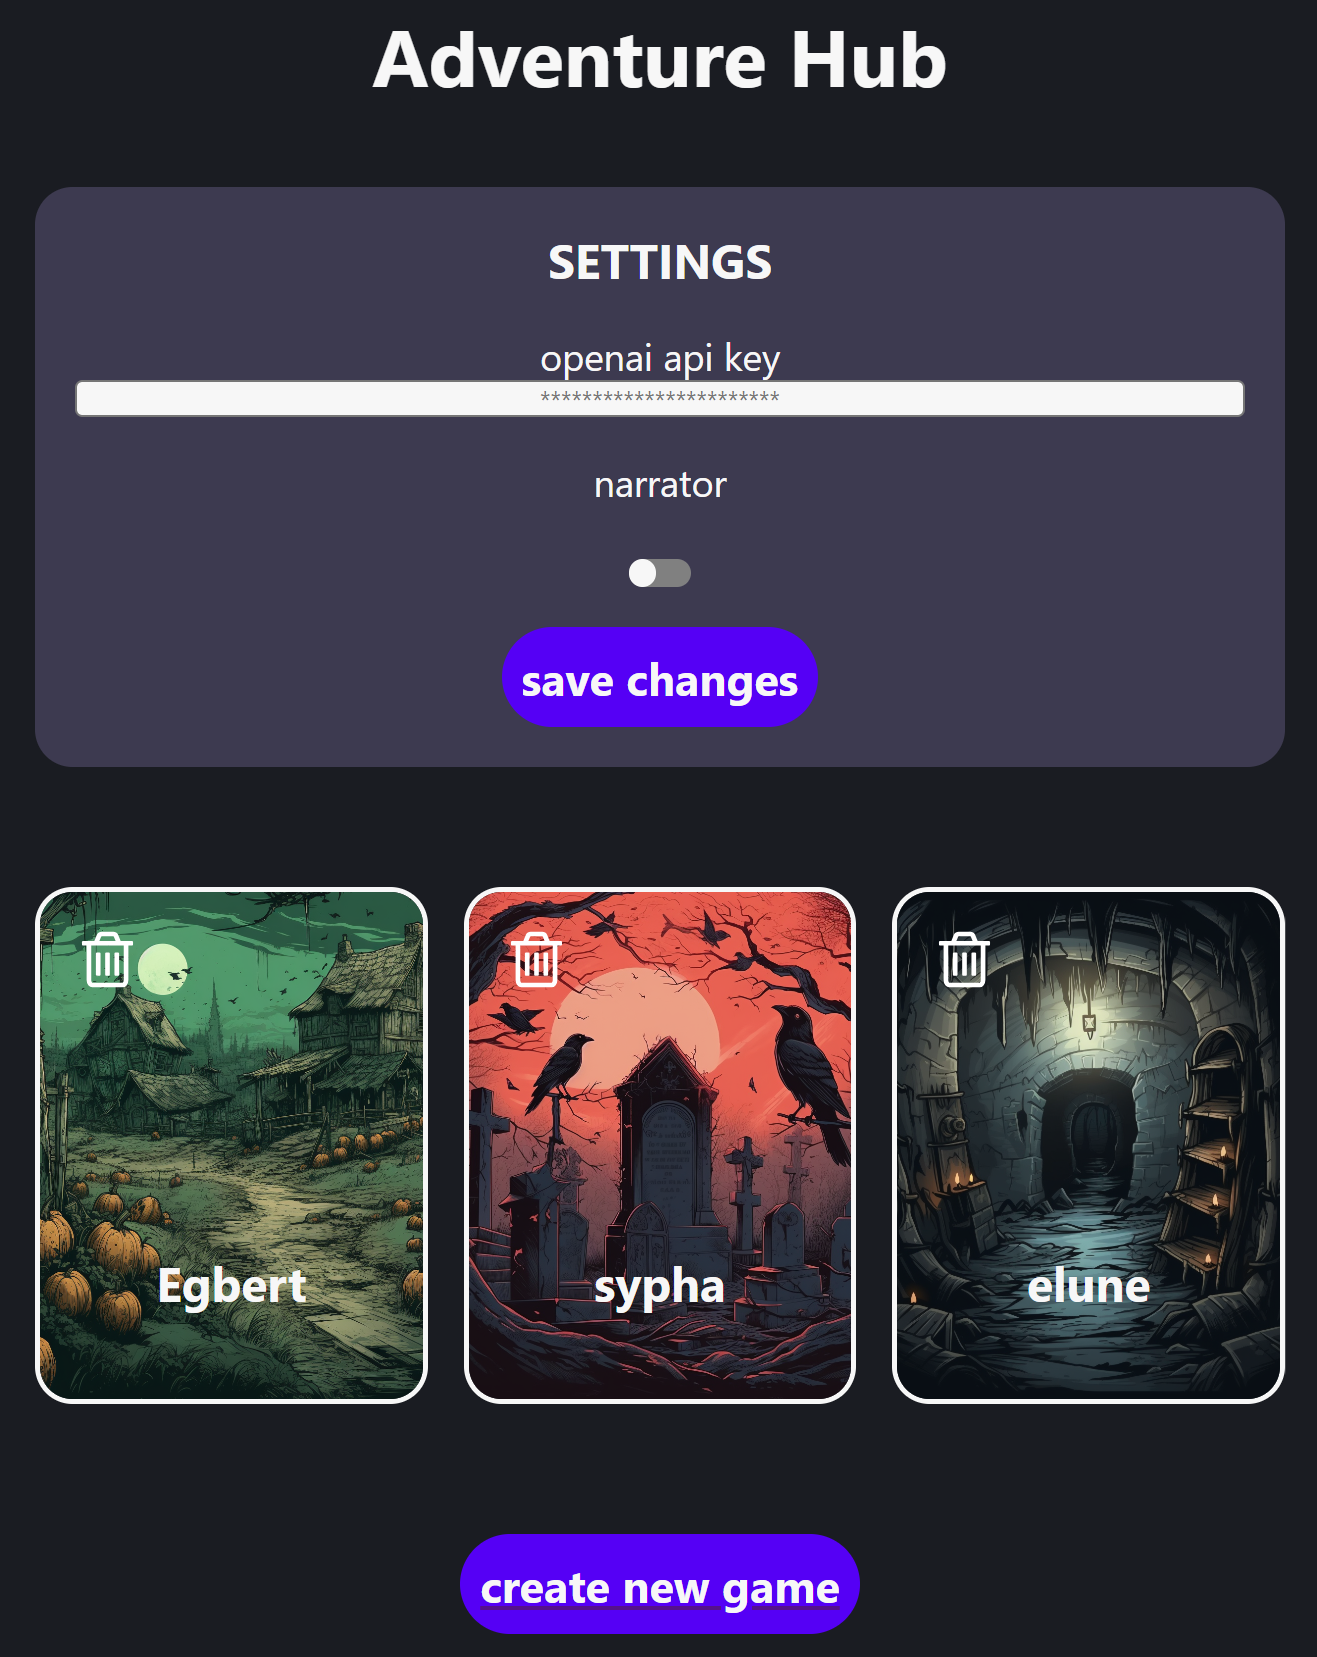 Adventure Hub
SETTINGS
openai api key
***********************
narrator
save changes
Egbert
sypha
elune
create new game